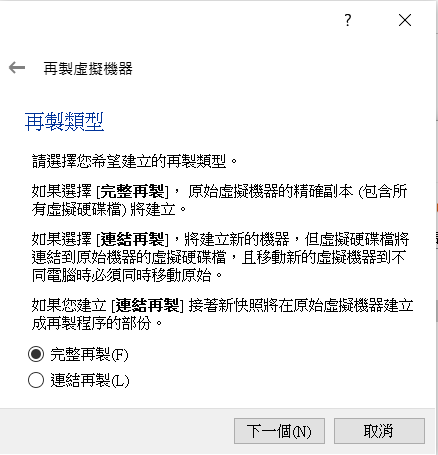 ?
再製虛擬機器
再製類型
請選擇您希望建立的再製類型。
如果選擇 [完整再製]， 原始虛擬機器的精確副本 (包含所
有虛擬硬碟檔) 將建立。
如果選擇 [連結再製]，將建立新的機器，但虛擬硬碟檔將
連結到原始機器的虛擬硬碟檔，且移動新的虛擬機器到不
同電腦時必須同時移動原始。
如果您建立 [連結再製] 接著新快照將在原始虛擬機器建立
成再製程序的部份。
完整再製(F)
連結再製(L)
下一個(N) 取消